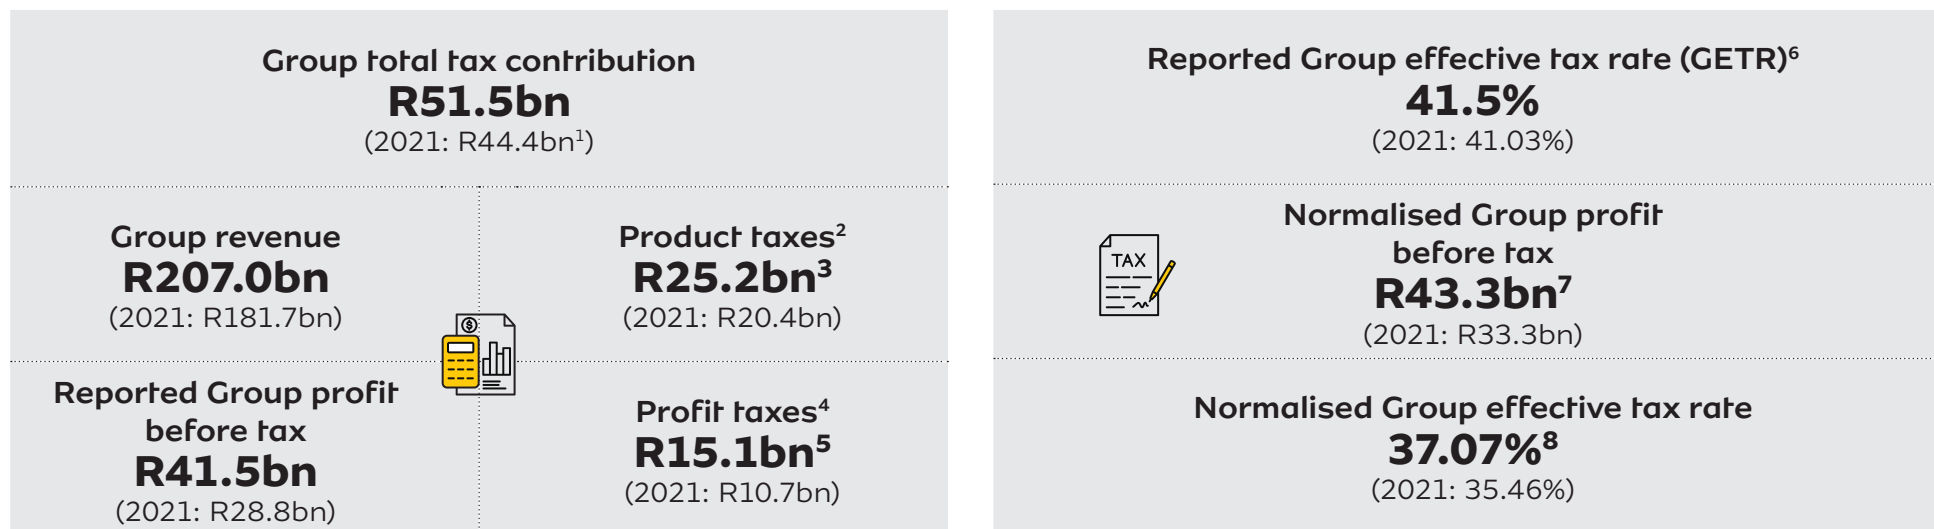 Group total tax contribution
R51.5bn
(2021: R44.4bn¹)
Group revenue
R207.0bn
(2021: R181.7bn)
Product taxes²
R25.2bn³
(2021: R20.4bn)
Reported Group profit
before tax
R41.5bn
(2021: R28.8bn)
Profit taxes⁴
R15.1bn⁵
(2021: R10.7bn)
Reported Group effective tax rate (GETR)⁶
41.5%
(2021: 41.03%)
TAX
Normalised Group profit
before tax
R43.3bn⁷
(2021: R33.3bn)
Normalised Group effective tax rate
37.07%⁸
(2021: 35.46%)